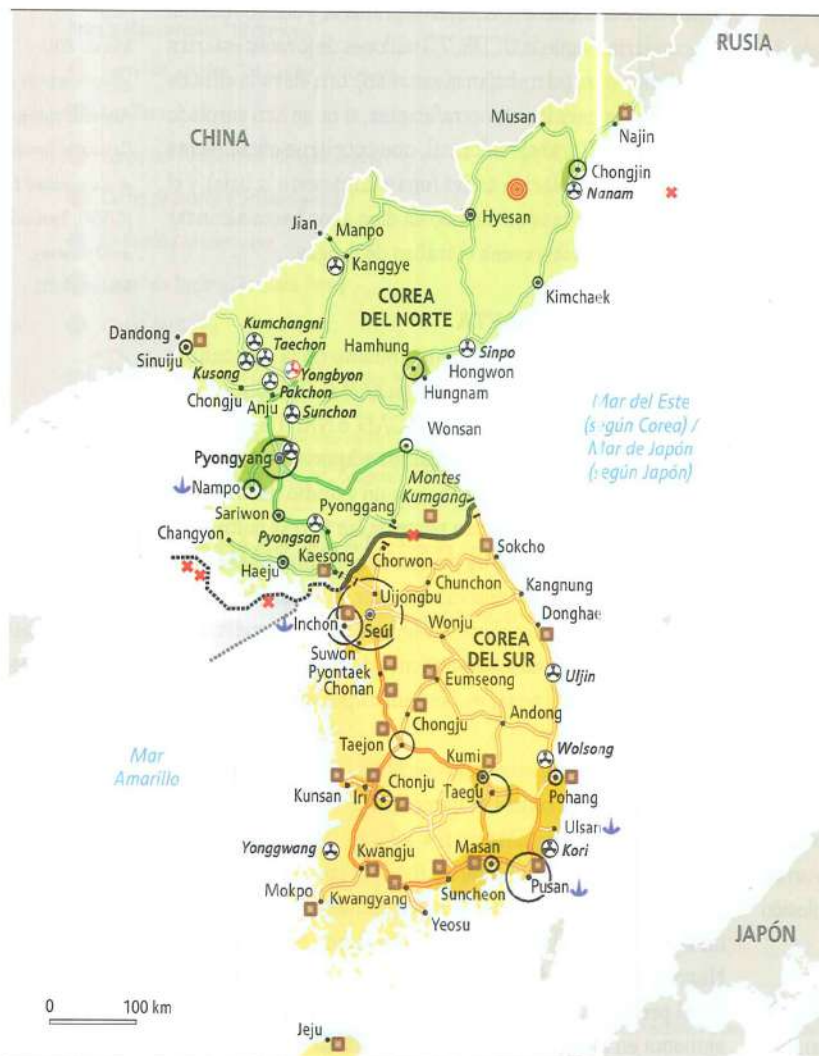 RUSIA
CHINA
Musan
Najin
Chongjin
Nanam
Hyesan
Jian
Manpo
Kanggye
COREA
DEL NORTE
Kimchaek
Dandong
Sinuiju
Kumchangni
Taechon
Kusong
Hamhung
Sinpo
Hongwon
Yongbyon
Chongju
Anju
Pakchon
Hungnam
Sunchon
Mar del Este
(según Corea) /
Mar de Japón
(según Japón)
Wonsan
Pyongyang
Nampo
Montes
Kumgang
Sariwon
Pyonggang
Pyongsan
Changyon
Kaesong
Chorwon
Sokcho
Haeju
Chunchon
Kangnung
Uijongbu
Donghae
Inchon
Seúl
Wonju
COREA
DEL SUR
Suwon
Pyontaek
Eumseong
Uljin
Chonan
Chongju
Andong
Taejon
Kumi
Wolsong
Mar
Amarillo
Kunsan
Iri
Chonju
Taegu
Pohang
Ulsan
Yonggwang
Kwangju
Masan
Kori
Mokpo
Kwangyang
Suncheon
Pusan
Yeosu
JAPÓN
0 100 km
Jeju